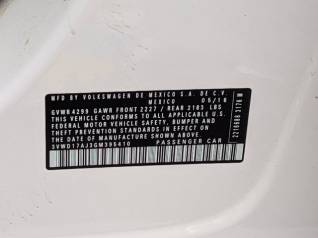 MFD BY VOLKSWAGEN DE MEXICO S.A. DE C.V.
MEXICO 05/16
GVWR 4299 GAWR FRONT 2227 / REAR 2183 LBS
THIS VEHICLE CONFORMS TO ALL APPLICABLE U.S.
FEDERAL MOTOR VEHICLE SAFETY, BUMPER AND
THEFT PREVENTION STANDARDS IN EFFECT ON THE
DATE OF MANUFACTURE SHOWN ABOVE.
3VWD17AJ3GM395410 PASSENGER CAR